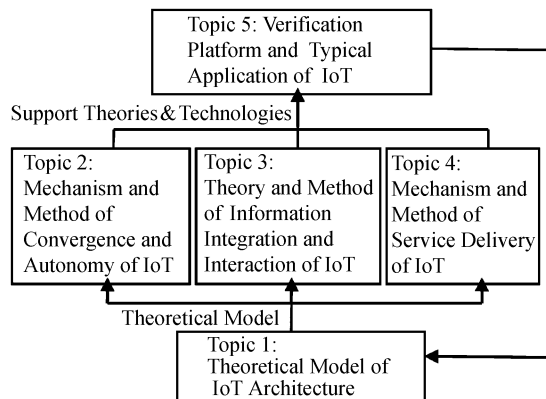 Topic 5: Verification
Platform and Typical
Application of IoT
Support Theories & Technologies
Topic 2:
Mechanism and
Method of
Convergence and
Autonomy of IoT
Topic 3:
Theory and Method
of Information
Integration and
Interaction of IoT
Topic 4:
Mechanism and
Method of
Service Delivery
of IoT
Theoretical Model
Topic 1:
Theoretical Model of
IoT Architecture